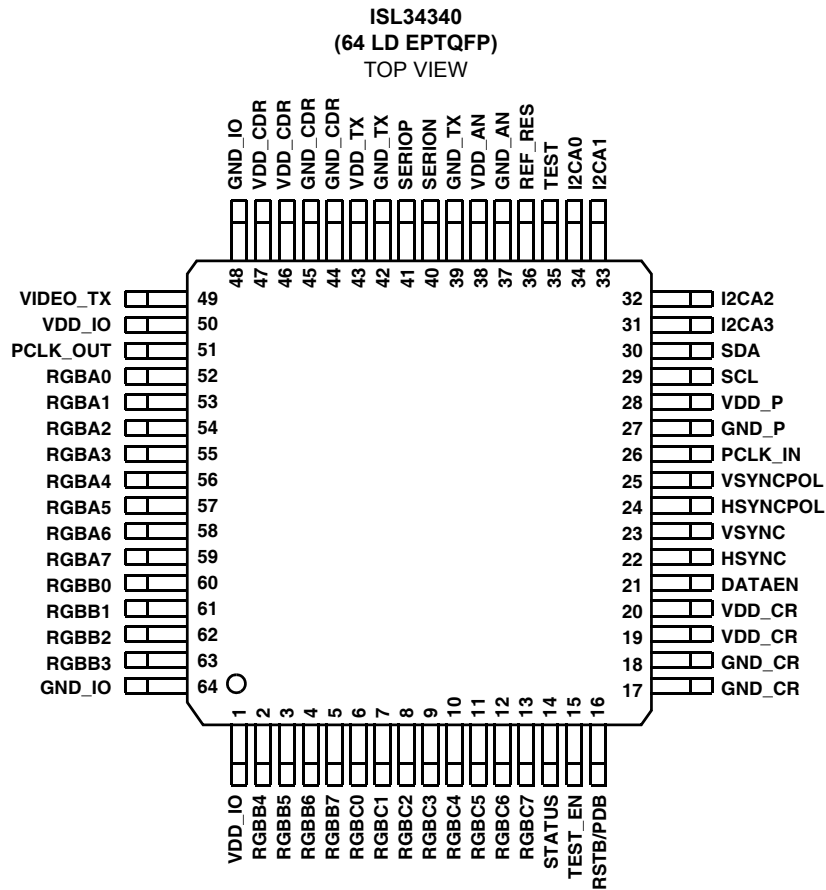 ISL34340
(64 LD EPTQFP)
TOP VIEW
GND_IO
VDD_CDR
VDD_CDR
GND_CDR
GND_CDR
VDD_TX
GND_TX
SERIOP
SERION
GND_TX
VDD_AN
GND_AN
REF_RES
TEST
I2CA0
I2CA1
48
47
46
45
44
43
42
41
40
39
38
37
36
35
34
33
VIDEO_TX 49
VDD_IO 50
PCLK_OUT 51
RGBA0 52
RGBA1 53
RGBA2 54
RGBA3 55
RGBA4 56
RGBA5 57
RGBA6 58
RGBA7 59
RGBB0 60
RGBB1 61
RGBB2 62
RGBB3 63
GND_IO 64
32 I2CA2
31 I2CA3
30 SDA
29 SCL
28 VDD_P
27 GND_P
26 PCLK_IN
25 VSYNCPOL
24 HSYNCPOL
23 VSYNC
22 HSYNC
21 DATAEN
20 VDD_CR
19 VDD_CR
18 GND_CR
17 GND_CR
1
2
3
4
5
6
7
8
9
10
11
12
13
14
15
16
VDD_IO
RGBB4
RGBB5
RGBB6
RGBB7
RGBC0
RGBC1
RGBC2
RGBC3
RGBC4
RGBC5
RGBC6
RGBC7
STATUS
TEST_EN
RSTB/PDB